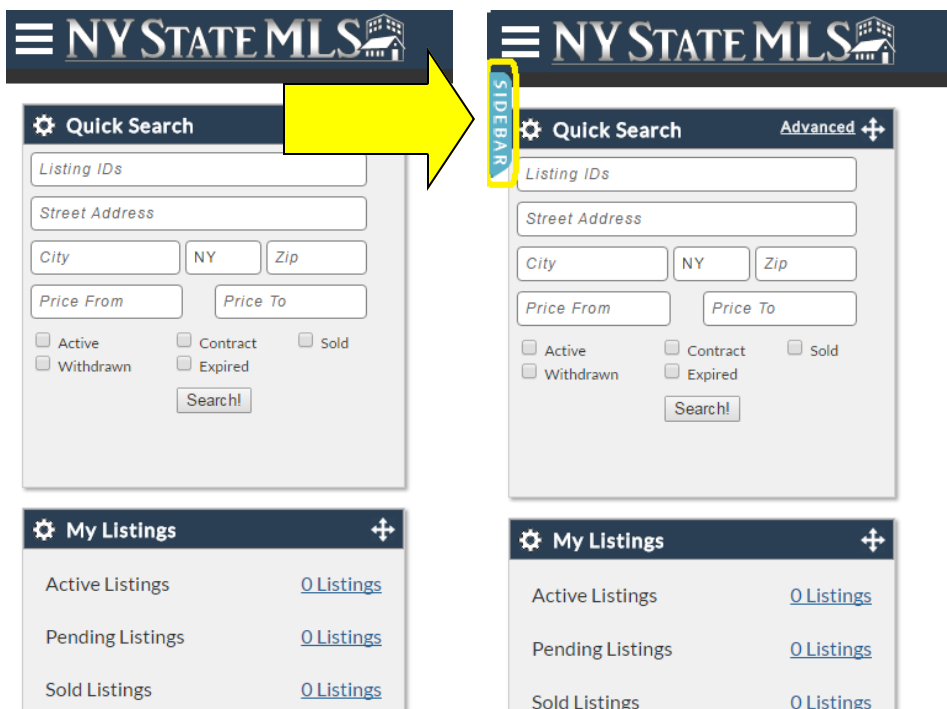 NY STATE MLS
Quick Search
Listing IDs
Street Address
City NY Zip
Price From Price To
Active Contract Sold
Withdrawn Expired
Search!
My Listings
Active Listings 0 Listings
Pending Listings 0 Listings
Sold Listings 0 Listings
NY STATE MLS
SIDEBAR
Quick Search Advanced
Listing IDs
Street Address
City NY Zip
Price From Price To
Active Contract Sold
Withdrawn Expired
Search!
My Listings
Active Listings 0 Listings
Pending Listings 0 Listings
Sold Listings 0 Listings